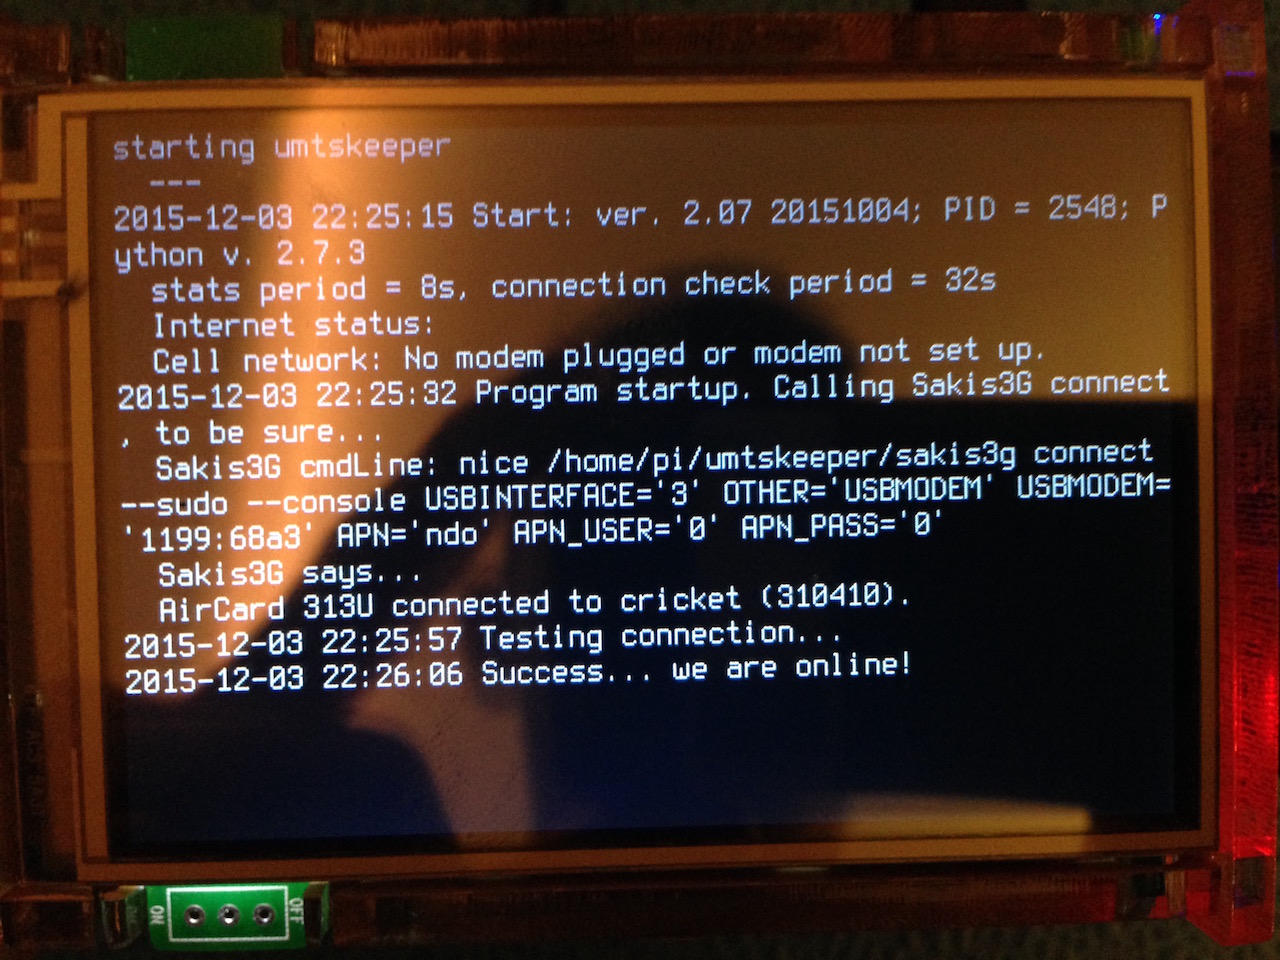 starting umtskeeper
---
2015-12-03 22:25:15 Start: ver. 2.07 20151004; PID = 2548; P
ython v. 2.7.3
stats period = 8s, connection check period = 32s
Internet status:
Cell network: No modem plugged or modem not set up.
2015-12-03 22:25:32 Program startup. Calling Sakis3G connect
, to be sure...
Sakis3G cmdLine: nice /home/pi/umtskeeper/sakis3g connect
--sudo --console USBINTERFACE='3' OTHER='USBMODEM' USBMODEM=
'1199:68a3' APN='ndo' APN_USER='0' APN_PASS='0'
Sakis3G says...
AirCard 313U connected to cricket (310410).
2015-12-03 22:25:57 Testing connection...
2015-12-03 22:26:06 Success... we are online!
ON
OFF